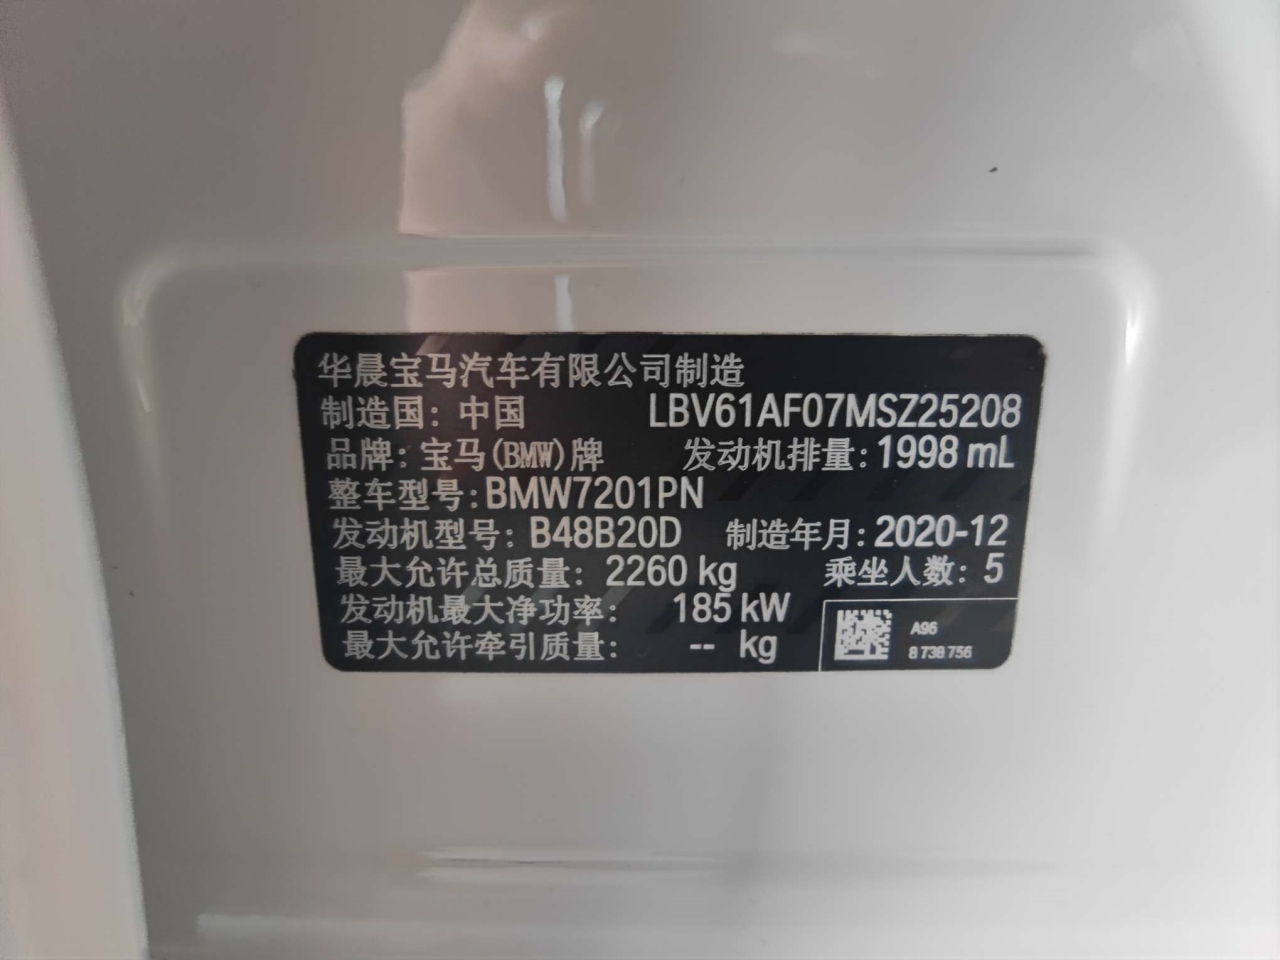 华晨宝马汽车有限公司制造
制造国: 中国 LBV61AF07MSZ25208
品牌: 宝马(BMW)牌 发动机排量: 1998 mL
整车型号: BMW7201PN
发动机型号: B48B20D 制造年月: 2020-12
最大允许总质量: 2260 kg 乘坐人数: 5
发动机最大净功率: 185 kW
最大允许牵引质量: -- kg
A96
8 738 756